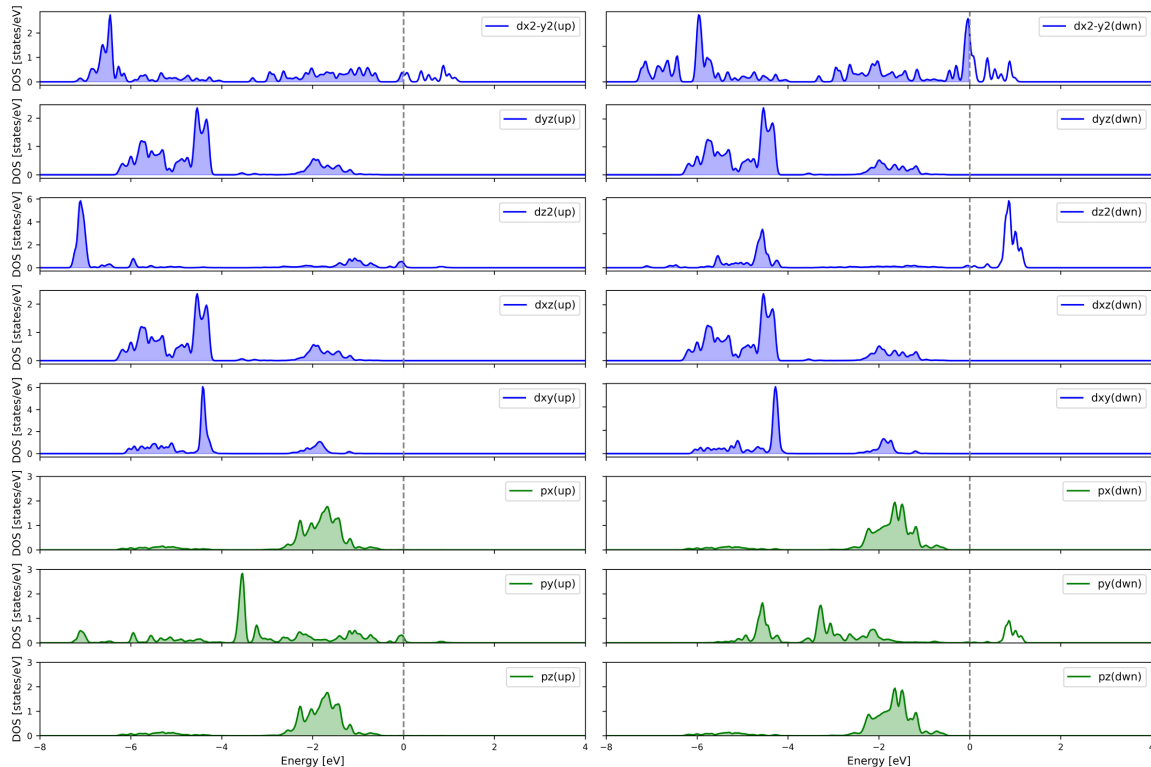 DOS [states/eV]
2
1
0
dx2-y2(up)
dx2-y2(dwn)
DOS [states/eV]
2
1
0
dyz(up)
dyz(dwn)
DOS [states/eV]
6
4
2
0
dz2(up)
dz2(dwn)
DOS [states/eV]
2
1
0
dxz(up)
dxz(dwn)
DOS [states/eV]
6
4
2
0
dxy(up)
dxy(dwn)
DOS [states/eV]
3
2
1
0
px(up)
px(dwn)
DOS [states/eV]
3
2
1
0
py(up)
py(dwn)
DOS [states/eV]
3
2
1
0
pz(up)
pz(dwn)
−8 −6 −4 −2 0 2 4
−8 −6 −4 −2 0 2 4
Energy [eV]
Energy [eV]